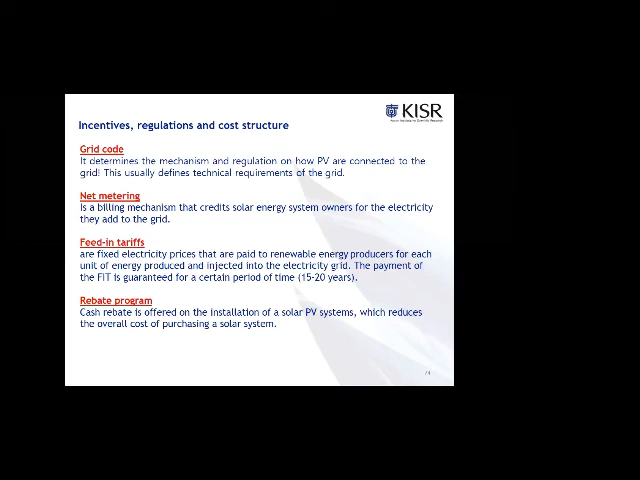 KISR
Incentives, regulations and cost structure
Grid code
It determines the mechanism and regulation on how PV are connected to the
grid! This usually defines technical requirements of the grid.
Net metering
Is a billing mechanism that credits solar energy system owners for the electricity
they add to the grid.
Feed-in tariffs
are fixed electricity prices that are paid to renewable energy producers for each
unit of energy produced and injected into the electricity grid. The payment of
the FIT is guaranteed for a certain period of time (15-20 years).
Rebate program
Cash rebate is offered on the installation of a solar PV systems, which reduces
the overall cost of purchasing a solar system.